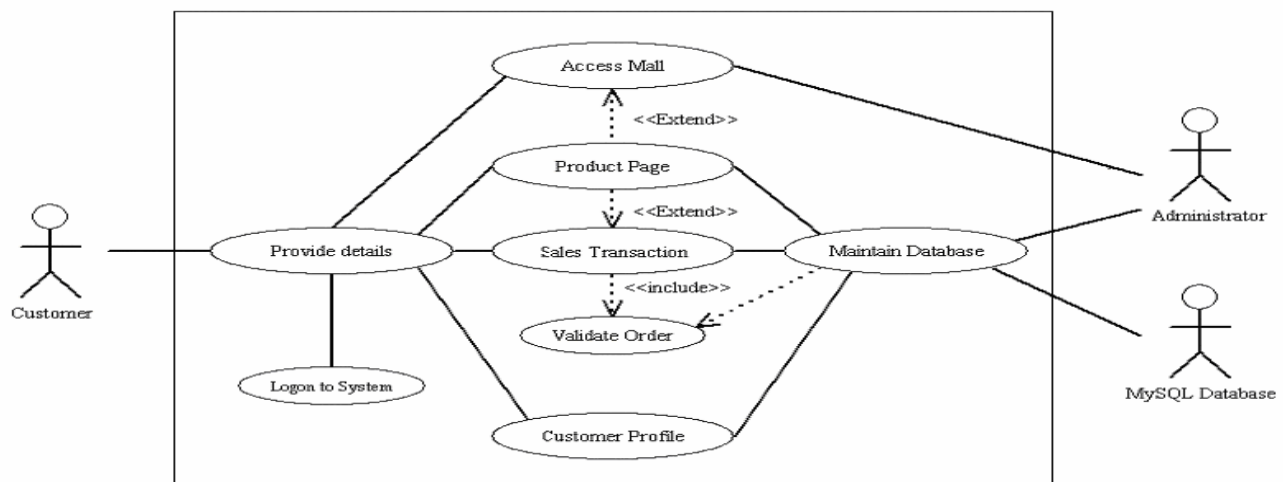 Access Mall
<<Extend>>
Product Page
<<Extend>>
Administrator
Provide details
Sales Transaction
Maintain Database
<<include>>
Customer
Validate Order
Logon to System
MySQL Database
Customer Profile